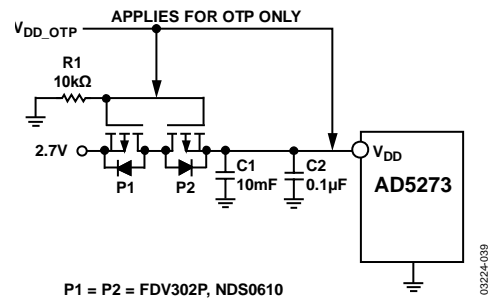 APPLIES FOR OTP ONLY
VDD_OTP
R1
10kΩ
2.7V
P1
P2
C1
10mF
C2
0.1µF
VDD
AD5273
P1 = P2 = FDV302P, NDS0610
03224-039